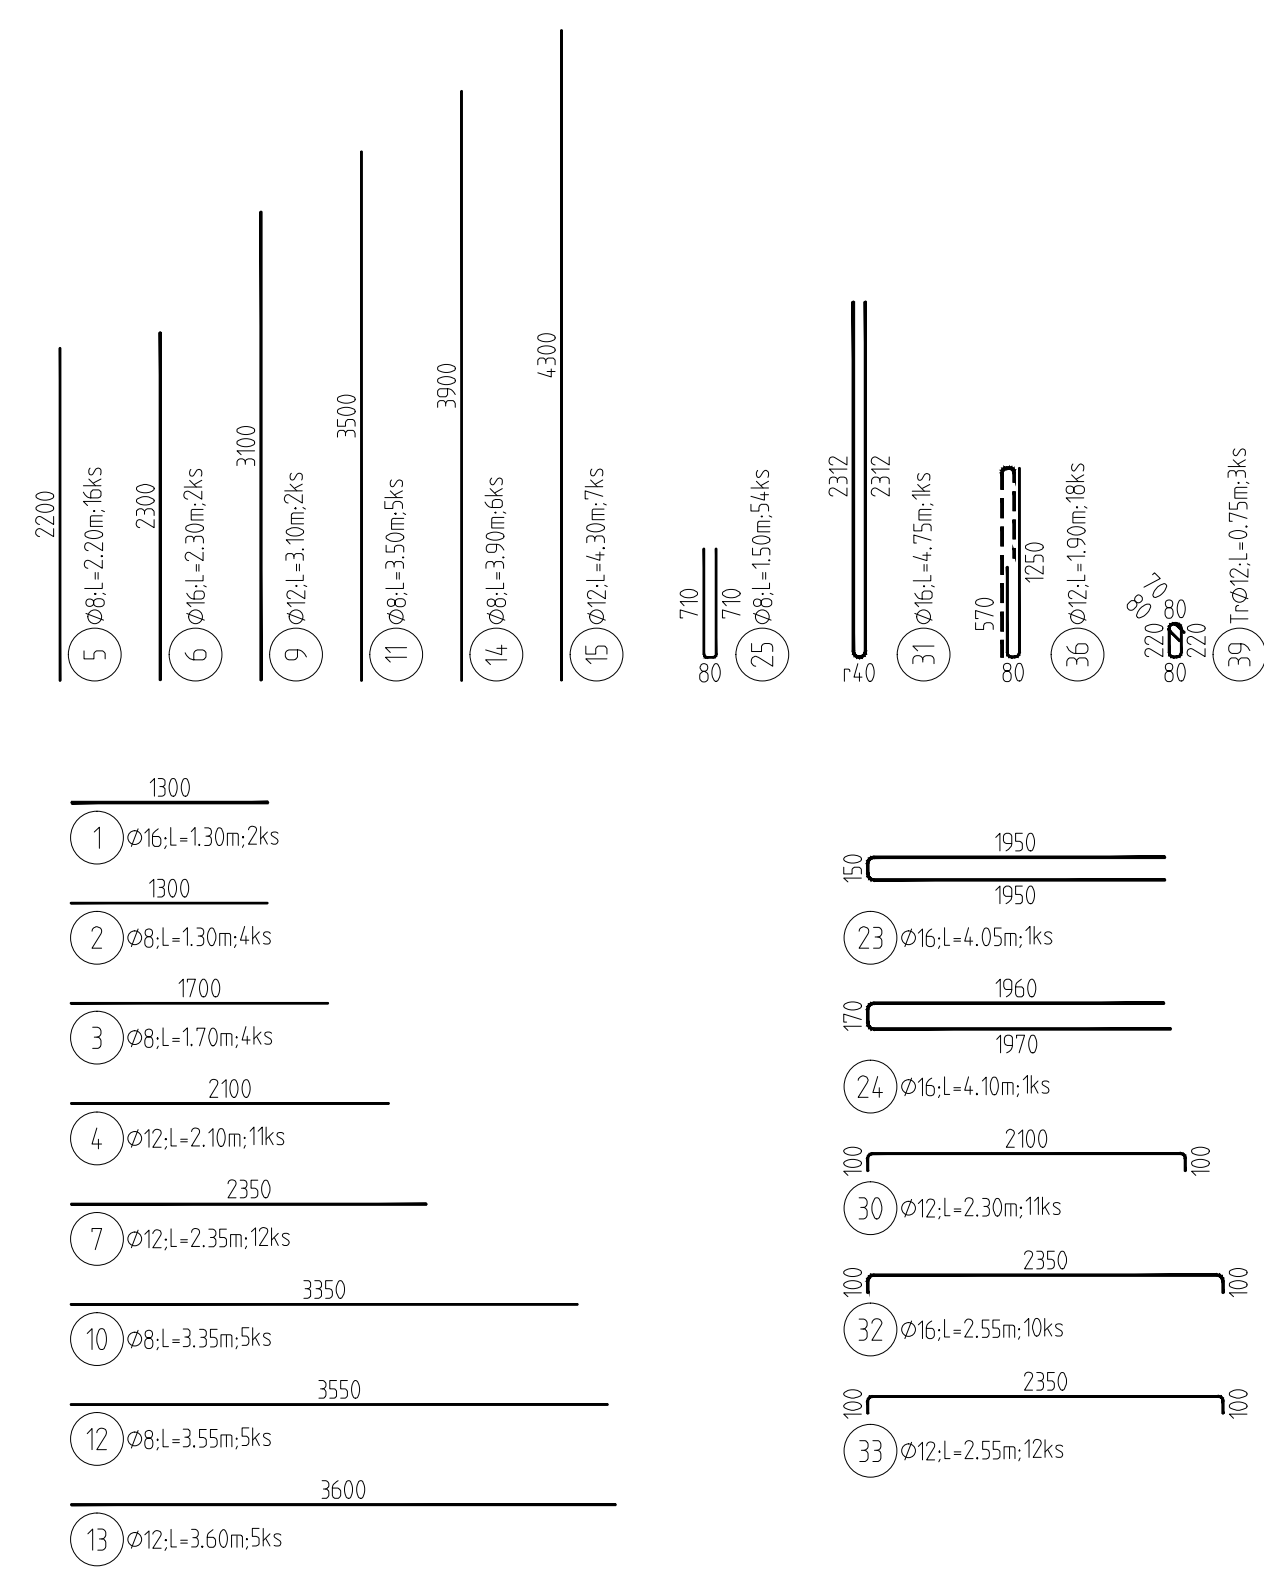 2200
5 Ø8;L=2.20m;16ks
2300
6 Ø16;L=2.30m;2ks
3100
9 Ø12;L=3.10m;2ks
3500
11 Ø8;L=3.50m;5ks
3900
14 Ø8;L=3.90m;6ks
4300
15 Ø12;L=4.30m;7ks
710
710
80
25 Ø8;L=1.50m;54ks
2312
2312
r40
31 Ø16;L=4.75m;1ks
570
1250
80
36 Ø12;L=1.90m;18ks
70
80
80
220
220
80
39 TrØ12;L=0.75m;3ks
1300
1 Ø16;L=1.30m;2ks
1300
2 Ø8;L=1.30m;4ks
1700
3 Ø8;L=1.70m;4ks
2100
4 Ø12;L=2.10m;11ks
2350
7 Ø12;L=2.35m;12ks
3350
10 Ø8;L=3.35m;5ks
3550
12 Ø8;L=3.55m;5ks
3600
13 Ø12;L=3.60m;5ks
1950
150
1950
23 Ø16;L=4.05m;1ks
1960
170
1970
24 Ø16;L=4.10m;1ks
2100
100
100
30 Ø12;L=2.30m;11ks
2350
100
100
32 Ø16;L=2.55m;10ks
2350
100
100
33 Ø12;L=2.55m;12ks